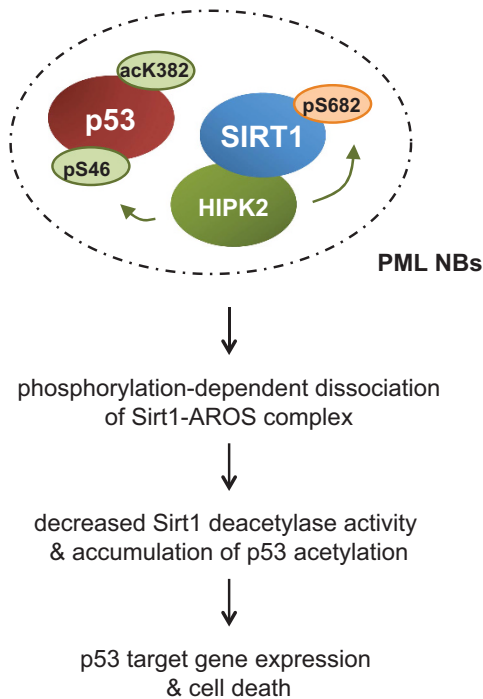 acK382
p53
pS46
pS682
SIRT1
HIPK2
PML NBs
phosphorylation-dependent dissociation
of Sirt1-AROS complex
decreased Sirt1 deacetylase activity
& accumulation of p53 acetylation
p53 target gene expression
& cell death